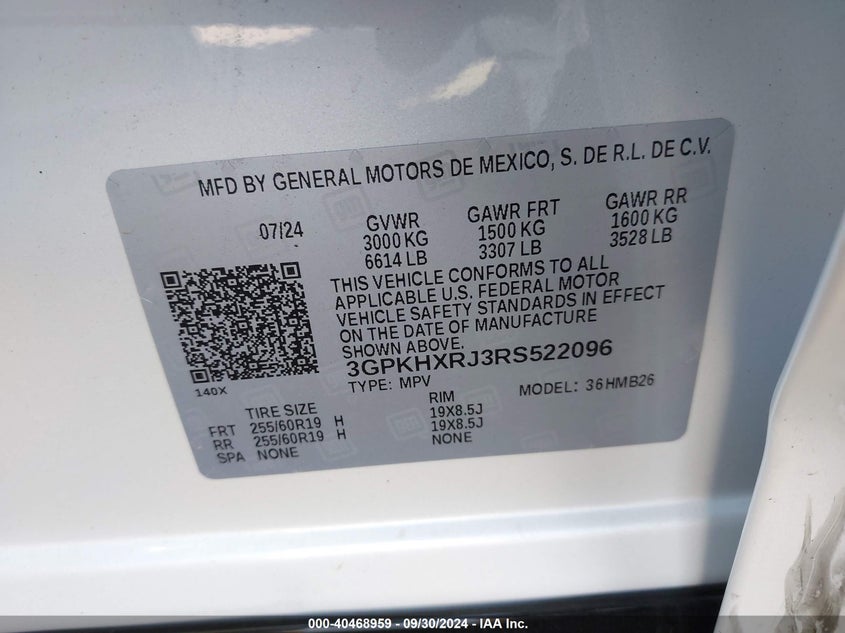 MFD BY GENERAL MOTORS DE MEXICO, S. DE R.L. DE C.V.
07/24 GVWR GAWR FRT GAWR RR
3000 KG 1500 KG 1600 KG
6614 LB 3307 LB 3528 LB
THIS VEHICLE CONFORMS TO ALL
APPLICABLE U.S. FEDERAL MOTOR
VEHICLE SAFETY STANDARDS IN EFFECT
ON THE DATE OF MANUFACTURE
SHOWN ABOVE.
3GPKHXRJ3RS522096
140X TYPE: MPV MODEL: 36HMB26
TIRE SIZE RIM
FRT 255/60R19 H 19X8.5J
RR 255/60R19 H 19X8.5J
SPA NONE NONE
000-40468959 - 09/30/2024 - IAA Inc.